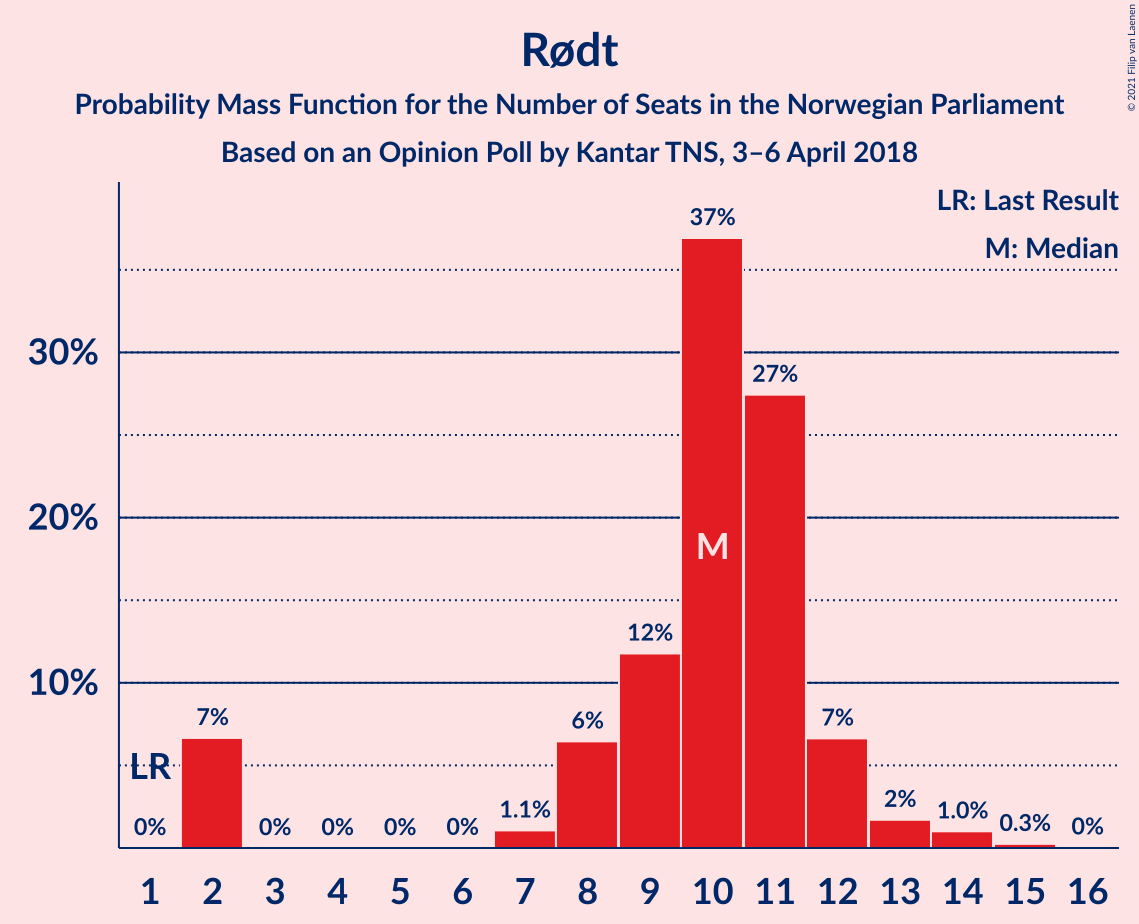 Rødt
Probability Mass Function for the Number of Seats in the Norwegian Parliament
Based on an Opinion Poll by Kantar TNS, 3–6 April 2018
© 2021 Filip van Laenen
LR: Last Result
M: Median
30%
20%
10%
LR
M
0%
7%
0%
0%
0%
0%
1.1%
6%
12%
37%
27%
7%
2%
1.0%
0.3%
0%
1 2 3 4 5 6 7 8 9 10 11 12 13 14 15 16